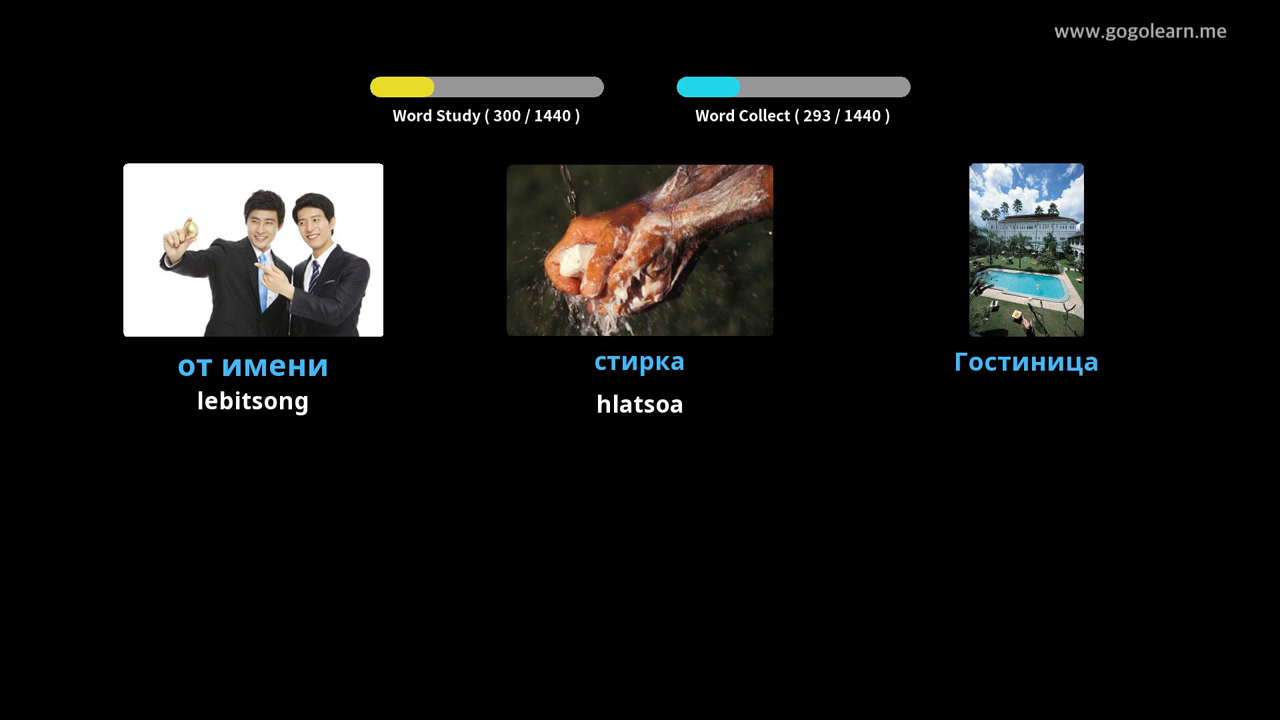 www.gogolearn.me
Word Study ( 300 / 1440 )
Word Collect ( 293 / 1440 )
от имени
lebitsong
стирка
hlatsoa
Гостиница